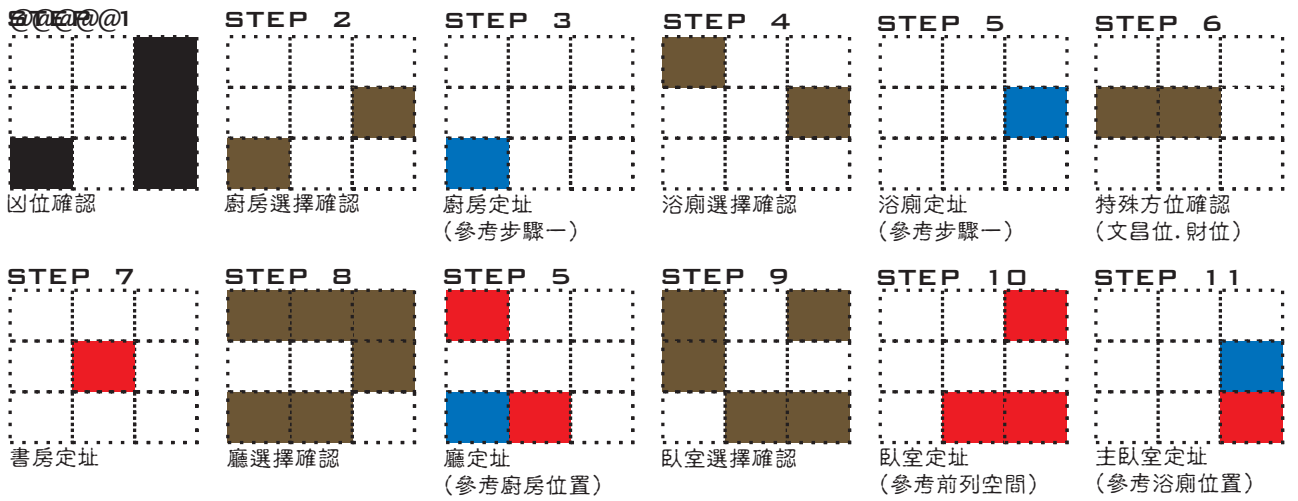 STEP 1
@@@@@
STEP 2
STEP 3
STEP 4
STEP 5
STEP 6
凶位確認
廚房選擇確認
廚房定址
(參考步驟一)
浴廁選擇確認
浴廁定址
(參考步驟一)
特殊方位確認
(文昌位.財位)
STEP 7
STEP 8
STEP 5
STEP 9
STEP 10
STEP 11
書房定址
廳選擇確認
廳定址
(參考廚房位置)
臥室選擇確認
臥室定址
(參考前列空間)
主臥室定址
(參考浴廁位置)